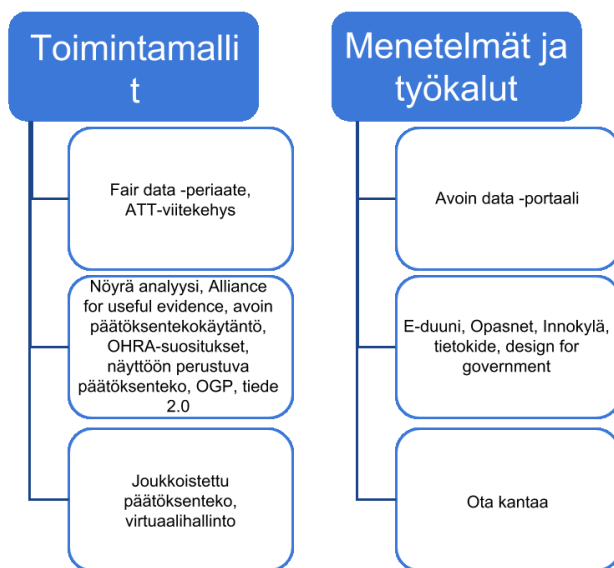 Toimintamalli
t
Fair data -periaate,
ATT-viitekehys
Nöyrä analyysi, Alliance
for useful evidence, avoin
päätöksentekokäytäntö,
OHRA-suositukset,
näyttöön perustuva
päätöksenteko, OGP, tiede
2.0
Joukkoistettu
päätöksenteko,
virtuaalihallinto
Menetelmät ja
työkalut
Avoin data -portaali
E-duuni, Opasnet, Innokylä,
tietokide, design for
government
Ota kantaa